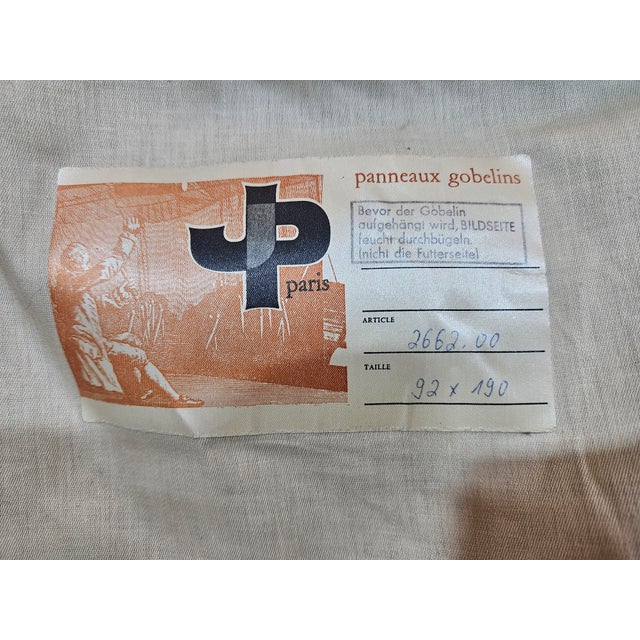 panneaux gobelins
JP
paris
Bevor der Gobelin
aufgehängt wird, BILDSEITE
feucht durchbügeln.
(nicht die Futterseite)
ARTICLE
2662.00
TAILLE
92 x 190